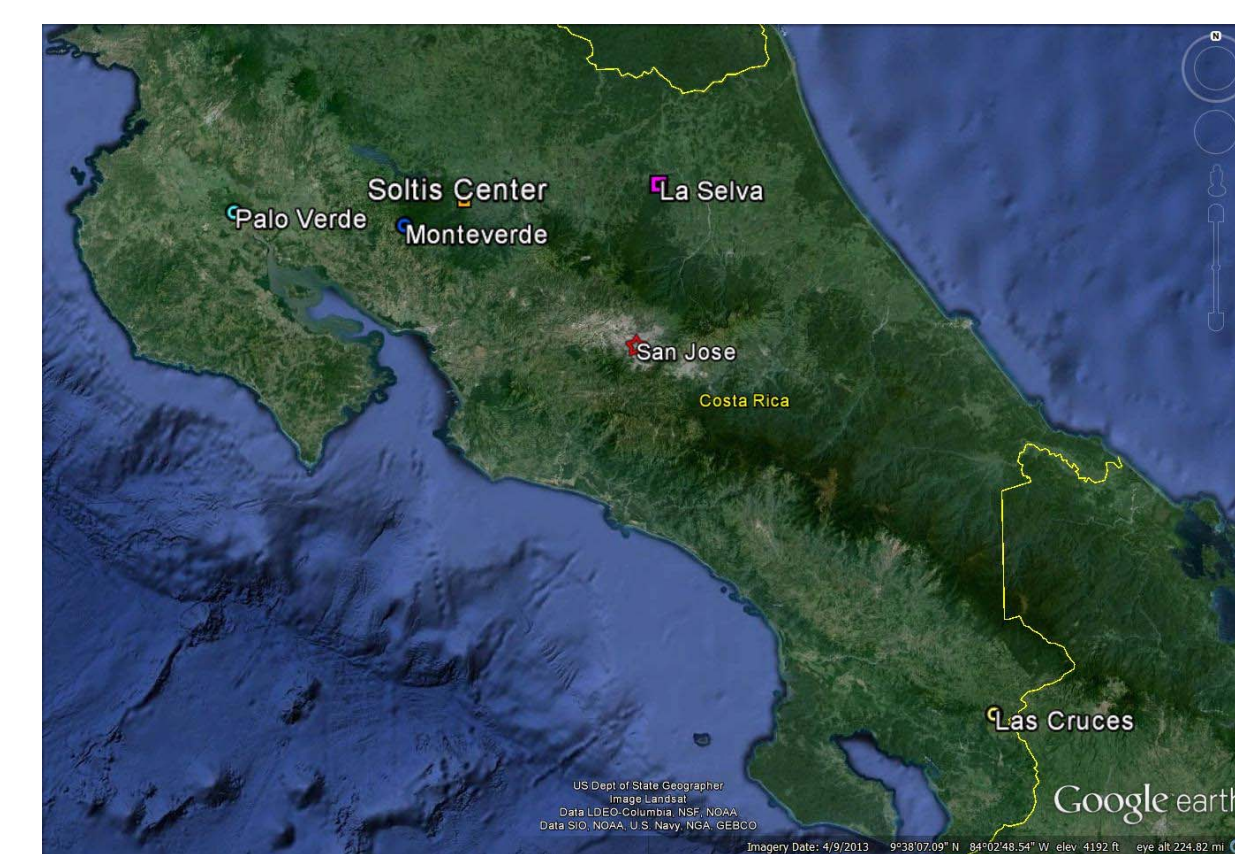 N
Soltis Center
La Selva
Palo Verde
Monteverde
San Jose
Costa Rica
Las Cruces
US Dept of State Geographer
Image Landsat
Data LDEO-Columbia, NSF, NOAA
Data SIO, NOAA, U.S. Navy, NGA, GEBCO
Google earth
Imagery Date: 4/9/2013 9°38'07.09" N 84°02'48.54" W elev 4192 ft eye alt 224.82 mi